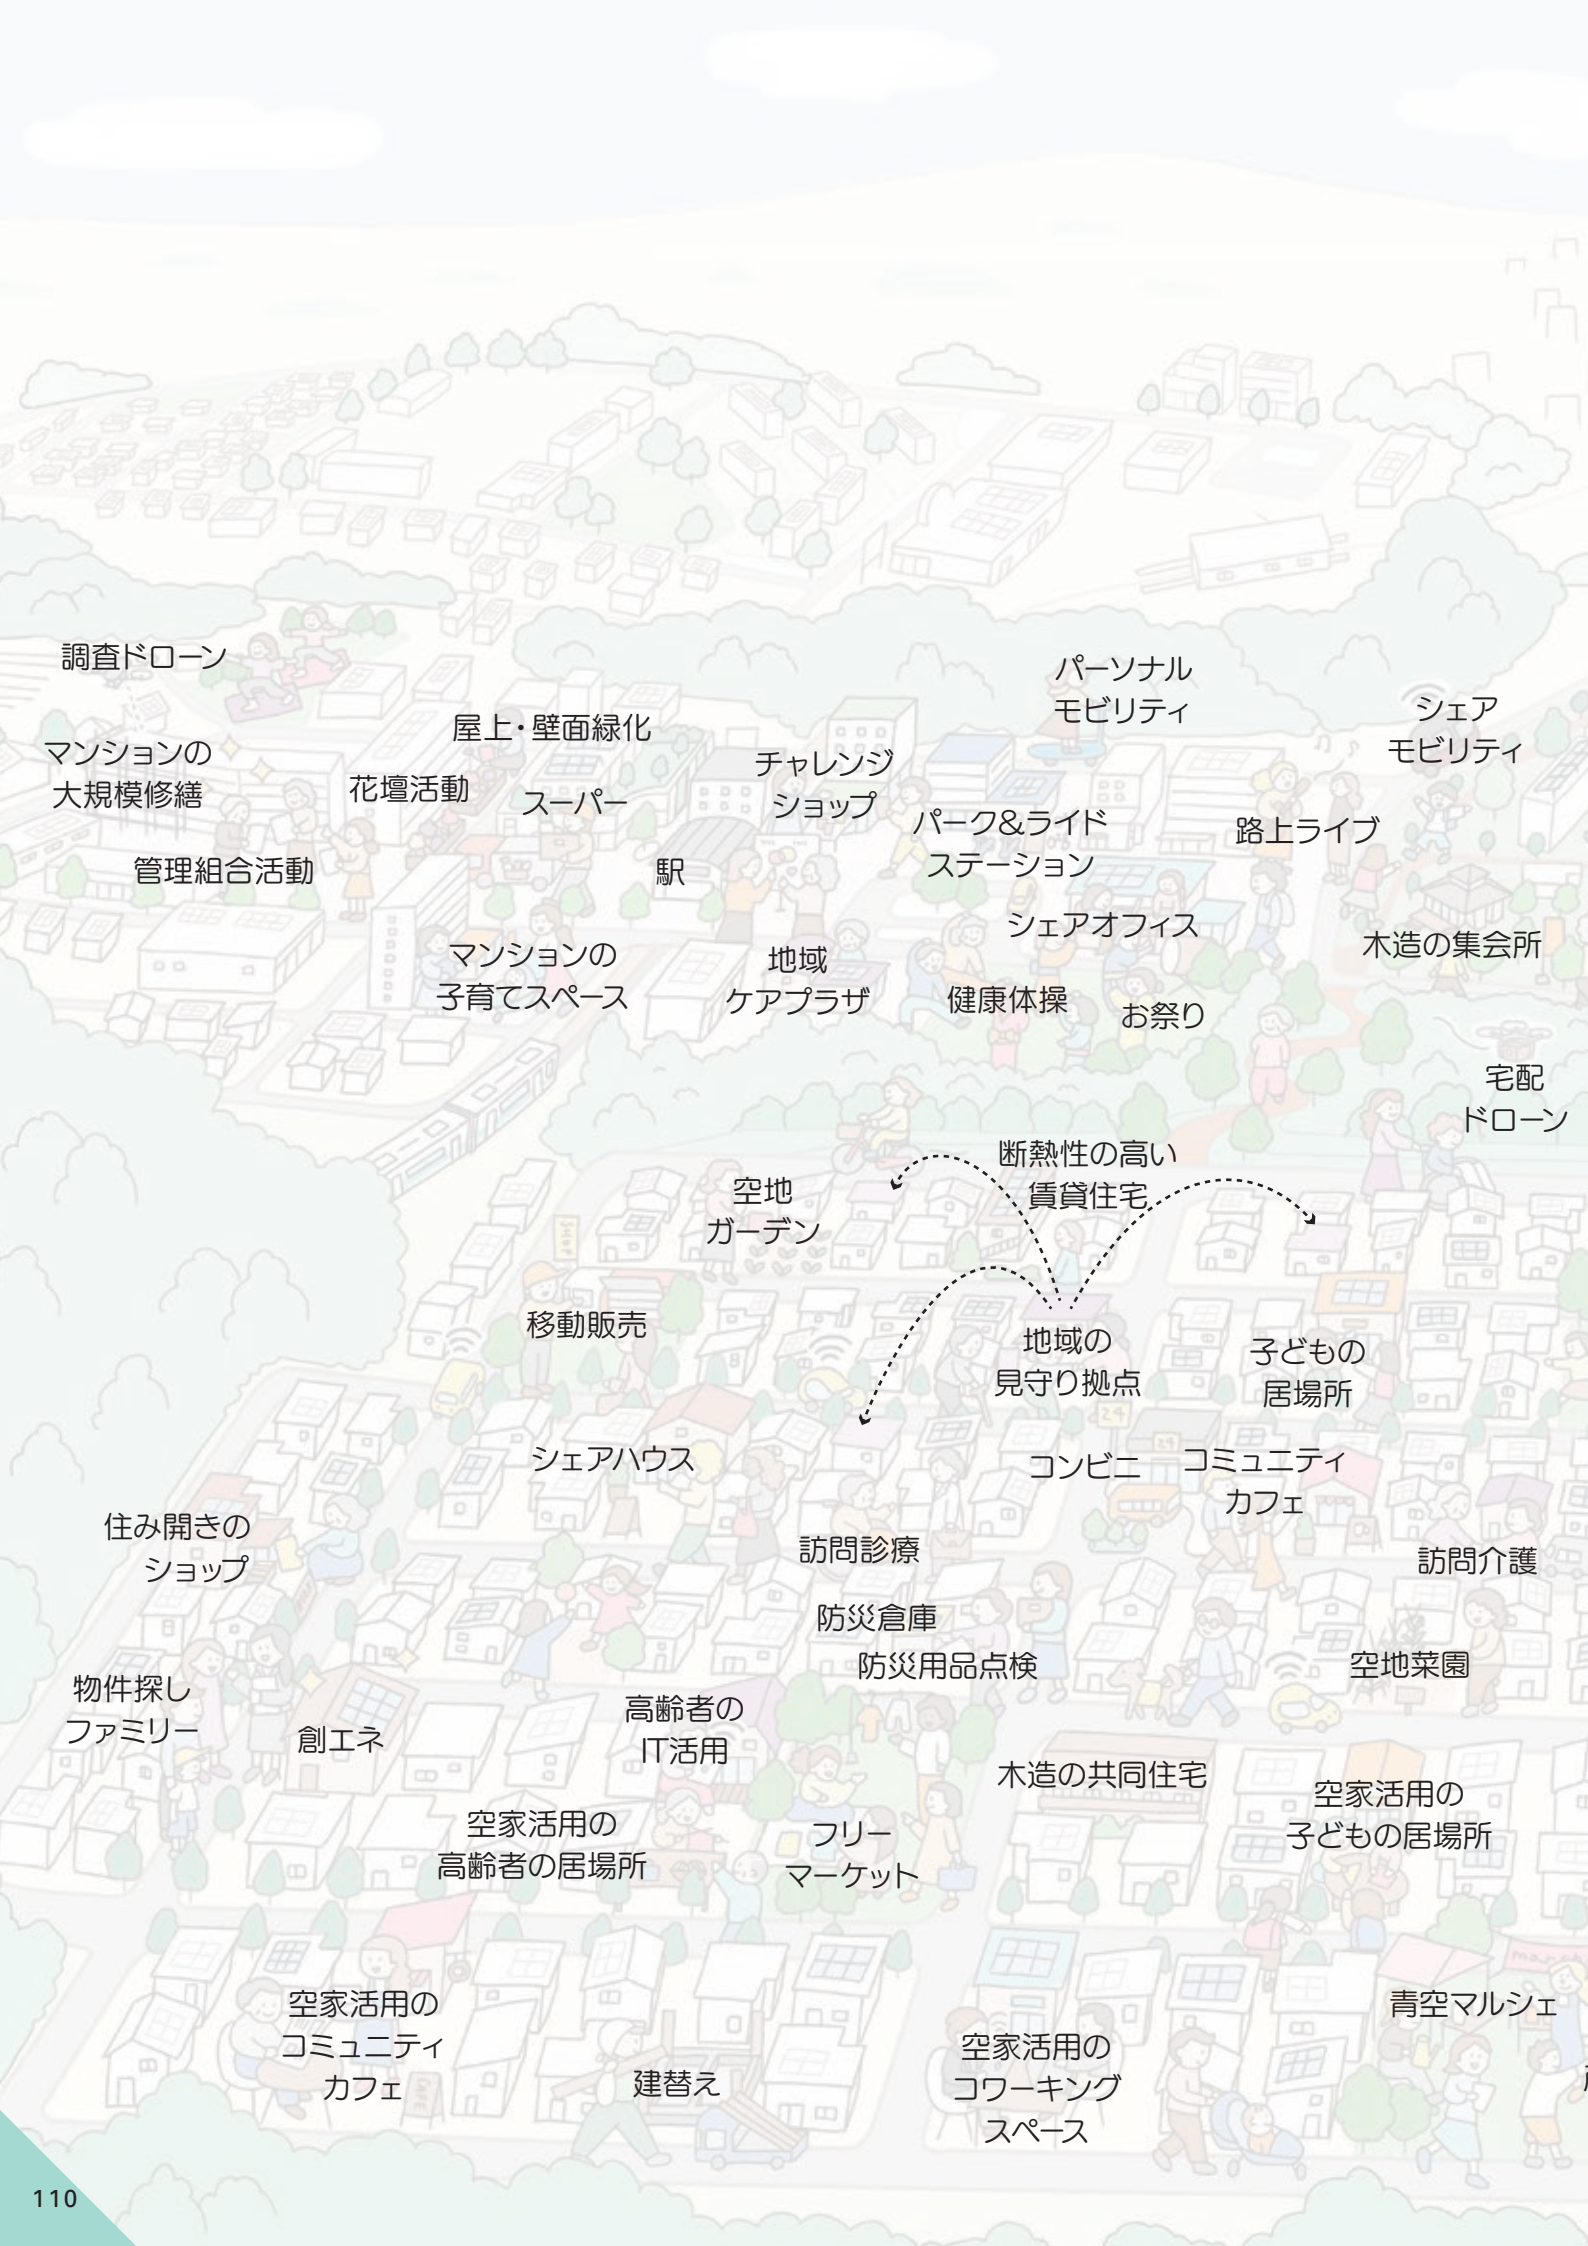 調査ドローン
パーソナル
モビリティ
シェア
モビリティ
屋上・壁面緑化
マンションの
大規模修繕
花壇活動
スーパー
チャレンジ
ショップ
パーク&ライド
ステーション
路上ライブ
管理組合活動
駅
シェアオフィス
木造の集会所
マンションの
子育てスペース
地域
ケアプラザ
健康体操
お祭り
宅配
ドローン
断熱性の高い
賃貸住宅
空地
ガーデン
SHOP
移動販売
地域の
見守り拠点
子どもの
居場所
24
24
シェアハウス
コンビニ
コミュニティ
カフェ
住み開きの
ショップ
訪問診療
訪問介護
防災倉庫
防災用品点検
空地菜園
物件探し
ファミリー
創エネ
高齢者の
IT活用
木造の共同住宅
空家活用の
子どもの居場所
空家活用の
高齢者の居場所
フリー
マーケット
空家活用の
コミュニティ
カフェ
青空マルシェ
建替え
空家活用の
コワーキング
スペース
110